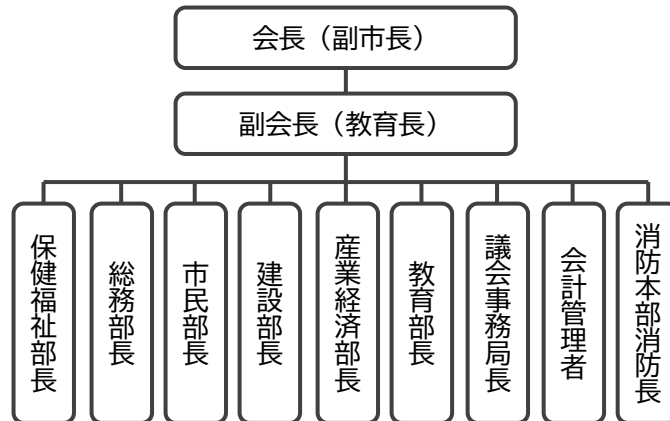 会長（副市長）
副会長（教育長）
保健福祉部長
総務部長
市民部長
建設部長
産業経済部長
教育部長
議会事務局長
会計管理者
消防本部消防長